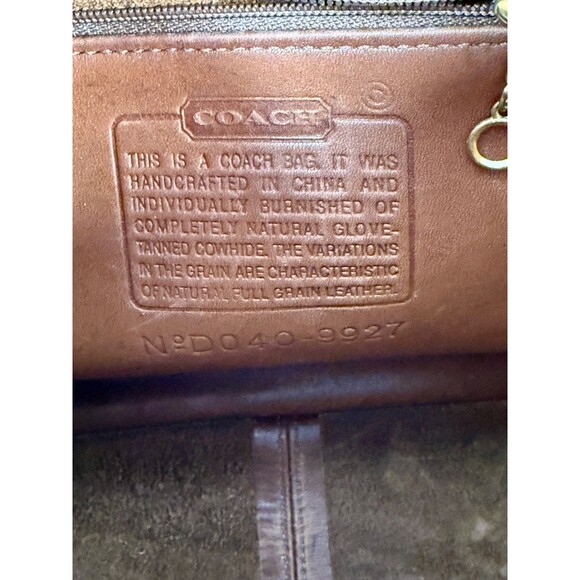 COACH ©
THIS IS A COACH BAG. IT WAS
HANDCRAFTED IN CHINA AND
INDIVIDUALLY BURNISHED OF
COMPLETELY NATURAL GLOVE-
TANNED COWHIDE. THE VARIATIONS
IN THE GRAIN ARE CHARACTERISTIC
OF NATURAL FULL GRAIN LEATHER.
NºD040-9927